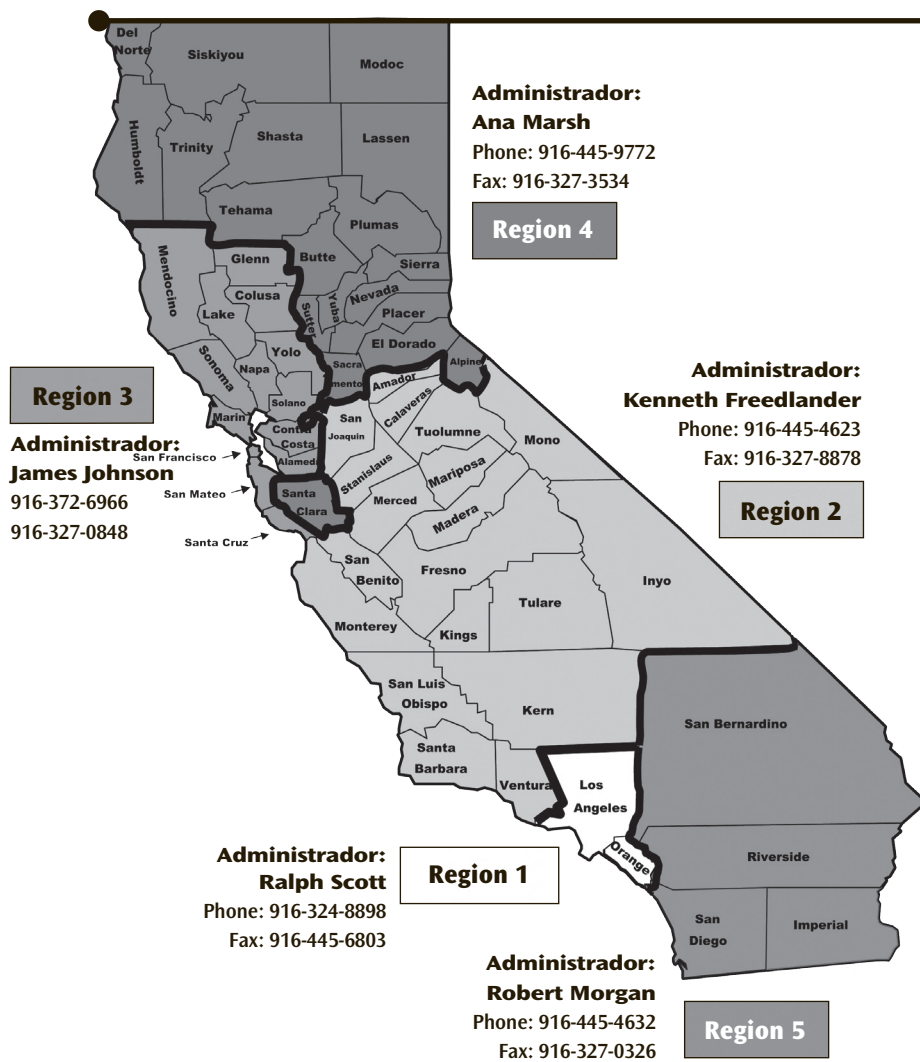 Del
Norte
Siskiyou
Modoc
Humboldt
Trinity
Shasta
Lassen
Tehama
Plumas
Administrador:
Ana Marsh
Phone: 916-445-9772
Fax: 916-327-3534
Region 4
Mendocino
Glenn
Butte
Sierra
Colusa
Lake
Sutter
Yuba
Nevada
Placer
El Dorado
Sonoma
Napa
Yolo
Sacra
mento
Alpine
Amador
Solano
Marin
Contra
Costa
Alameda
San
Joaquin
Calaveras
Tuolumne
Mono
Stanislaus
Mariposa
Merced
Madera
Region 3
Administrador:
James Johnson
916-372-6966
916-327-0848
San Francisco
San Mateo
Santa
Clara
Santa Cruz
Administrador:
Kenneth Freedlander
Phone: 916-445-4623
Fax: 916-327-8878
Region 2
San
Benito
Fresno
Inyo
Monterey
Kings
Tulare
San Luis
Obispo
Kern
San Bernardino
Santa
Barbara
Ventura
Los
Angeles
Orange
Riverside
San
Diego
Imperial
Administrador:
Ralph Scott
Phone: 916-324-8898
Fax: 916-445-6803
Region 1
Administrador:
Robert Morgan
Phone: 916-445-4632
Fax: 916-327-0326
Region 5